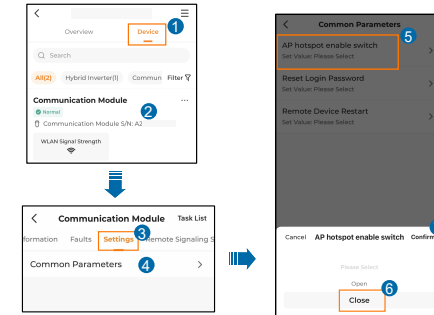 Overview Device 1
Search
All(2) Hybrid Inverter(1) Commun Filter
Communication Module ...
Normal 2
Communication Module S/N: A2
WLAN Signal Strength
Communication Module Task List
3
formation Faults Settings Remote Signaling S
Common Parameters 4
Common Parameters
5
AP hotspot enable switch
Set Value: Please Select
Reset Login Password
Set Value: Please Select
Remote Device Restart
Set Value: Please Select
Cancel AP hotspot enable switch Confirm
Please Select
Open
6
Close